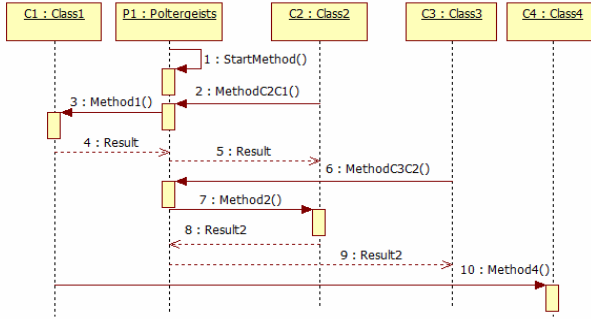 C1 : Class1
P1 : Poltergeists
C2 : Class2
C3 : Class3
C4 : Class4
1 : StartMethod()
2 : MethodC2C1()
3 : Method1()
4 : Result
5 : Result
6 : MethodC3C2()
7 : Method2()
8 : Result2
9 : Result2
10 : Method4()